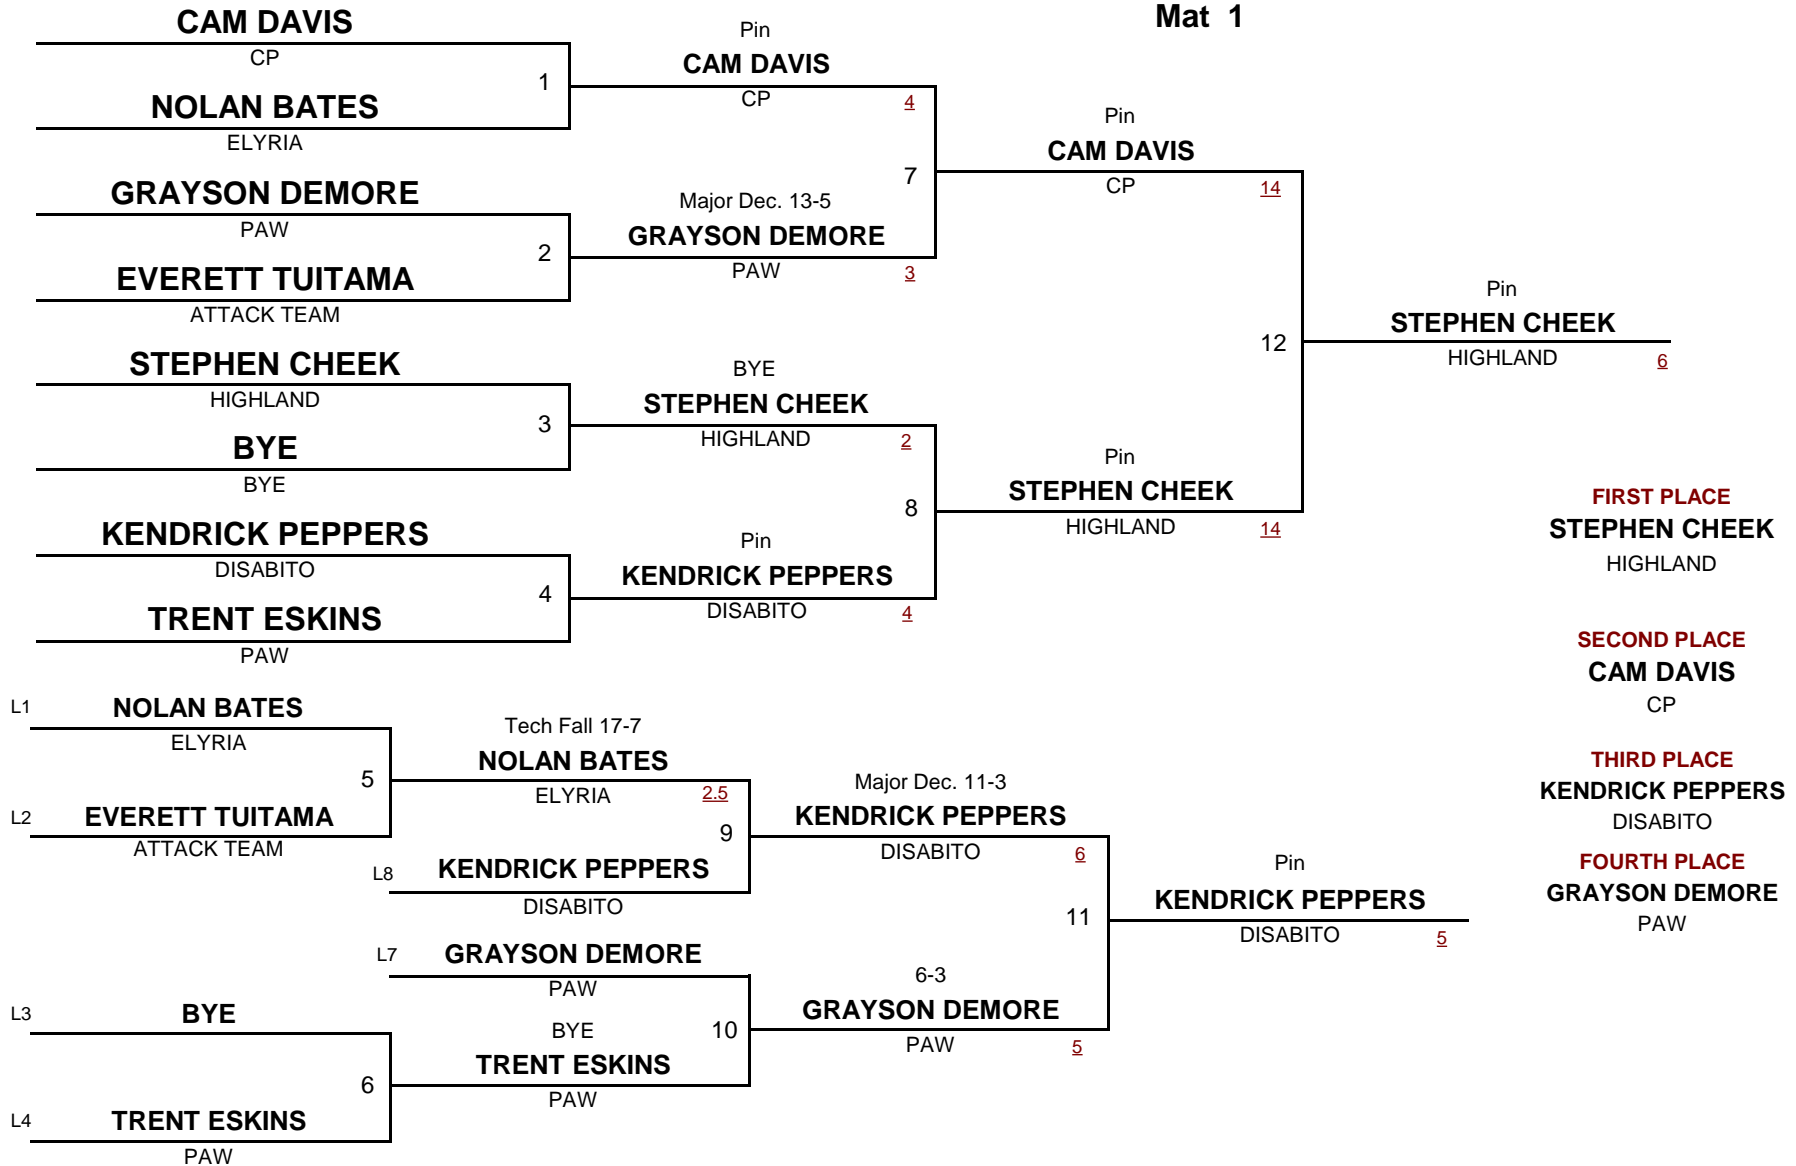 Mat 1
CAM DAVIS
CP
1
NOLAN BATES
ELYRIA
Pin
CAM DAVIS
CP
4
GRAYSON DEMORE
PAW
2
EVERETT TUITAMA
ATTACK TEAM
Major Dec. 13-5
GRAYSON DEMORE
PAW
3
7
Pin
CAM DAVIS
CP
14
STEPHEN CHEEK
HIGHLAND
3
BYE
BYE
BYE
STEPHEN CHEEK
HIGHLAND
2
KENDRICK PEPPERS
DISABITO
4
TRENT ESKINS
PAW
Pin
KENDRICK PEPPERS
DISABITO
4
8
Pin
STEPHEN CHEEK
HIGHLAND
14
12
Pin
STEPHEN CHEEK
HIGHLAND
6
L1
NOLAN BATES
ELYRIA
5
L2
EVERETT TUITAMA
ATTACK TEAM
Tech Fall 17-7
NOLAN BATES
ELYRIA
2.5
9
L8
KENDRICK PEPPERS
DISABITO
Major Dec. 11-3
KENDRICK PEPPERS
DISABITO
6
L7
GRAYSON DEMORE
PAW
10
L3
BYE
6
L4
TRENT ESKINS
PAW
BYE
TRENT ESKINS
PAW
6-3
GRAYSON DEMORE
PAW
5
11
Pin
KENDRICK PEPPERS
DISABITO
5
FIRST PLACE
STEPHEN CHEEK
HIGHLAND
SECOND PLACE
CAM DAVIS
CP
THIRD PLACE
KENDRICK PEPPERS
DISABITO
FOURTH PLACE
GRAYSON DEMORE
PAW